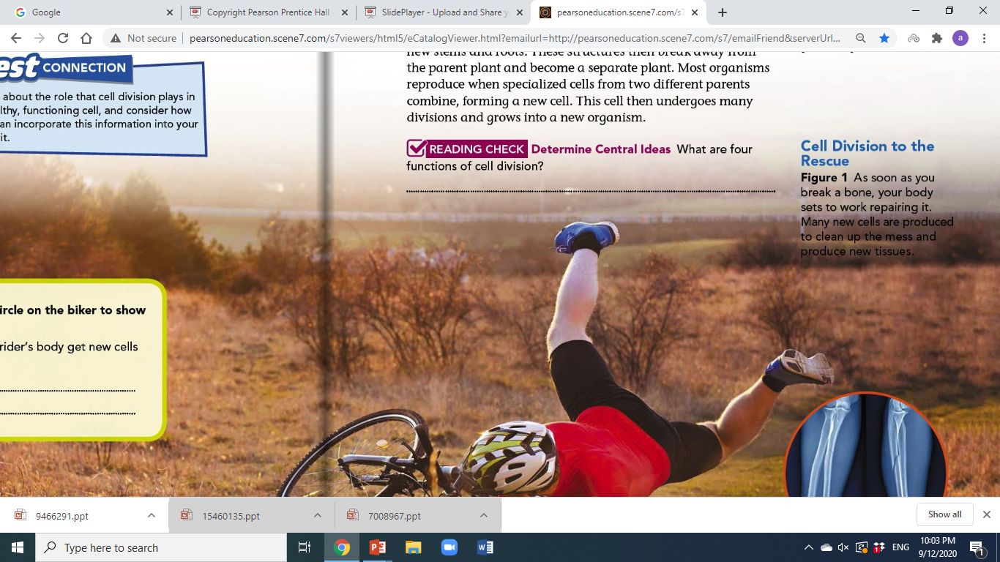 Google
Copyright Pearson Prentice Hall
SlidePlayer - Upload and Share y
pearsoneducation.scene7.com/s7
Not secure
pearsoneducation.scene7.com/s7viewers/html5/eCatalogViewer.html?emailurl=http://pearsoneducation.scene7.com/s7/emailFriend&serverUrl...
a
est CONNECTION
about the role that cell division plays in
lthy, functioning cell, and consider how
an incorporate this information into your
it.
new stems and roots. These structures then break away from
the parent plant and become a separate plant. Most organisms
reproduce when specialized cells from two different parents
combine, forming a new cell. This cell then undergoes many
divisions and grows into a new organism.
READING CHECK Determine Central Ideas What are four
functions of cell division?
Cell Division to the
Rescue
Figure 1 As soon as you
break a bone, your body
sets to work repairing it.
Many new cells are produced
to clean up the mess and
produce new tissues.
ircle on the biker to show
rider's body get new cells
9466291.ppt
15460135.ppt
7008967.ppt
Show all
Type here to search
ENG
10:03 PM
9/12/2020
1